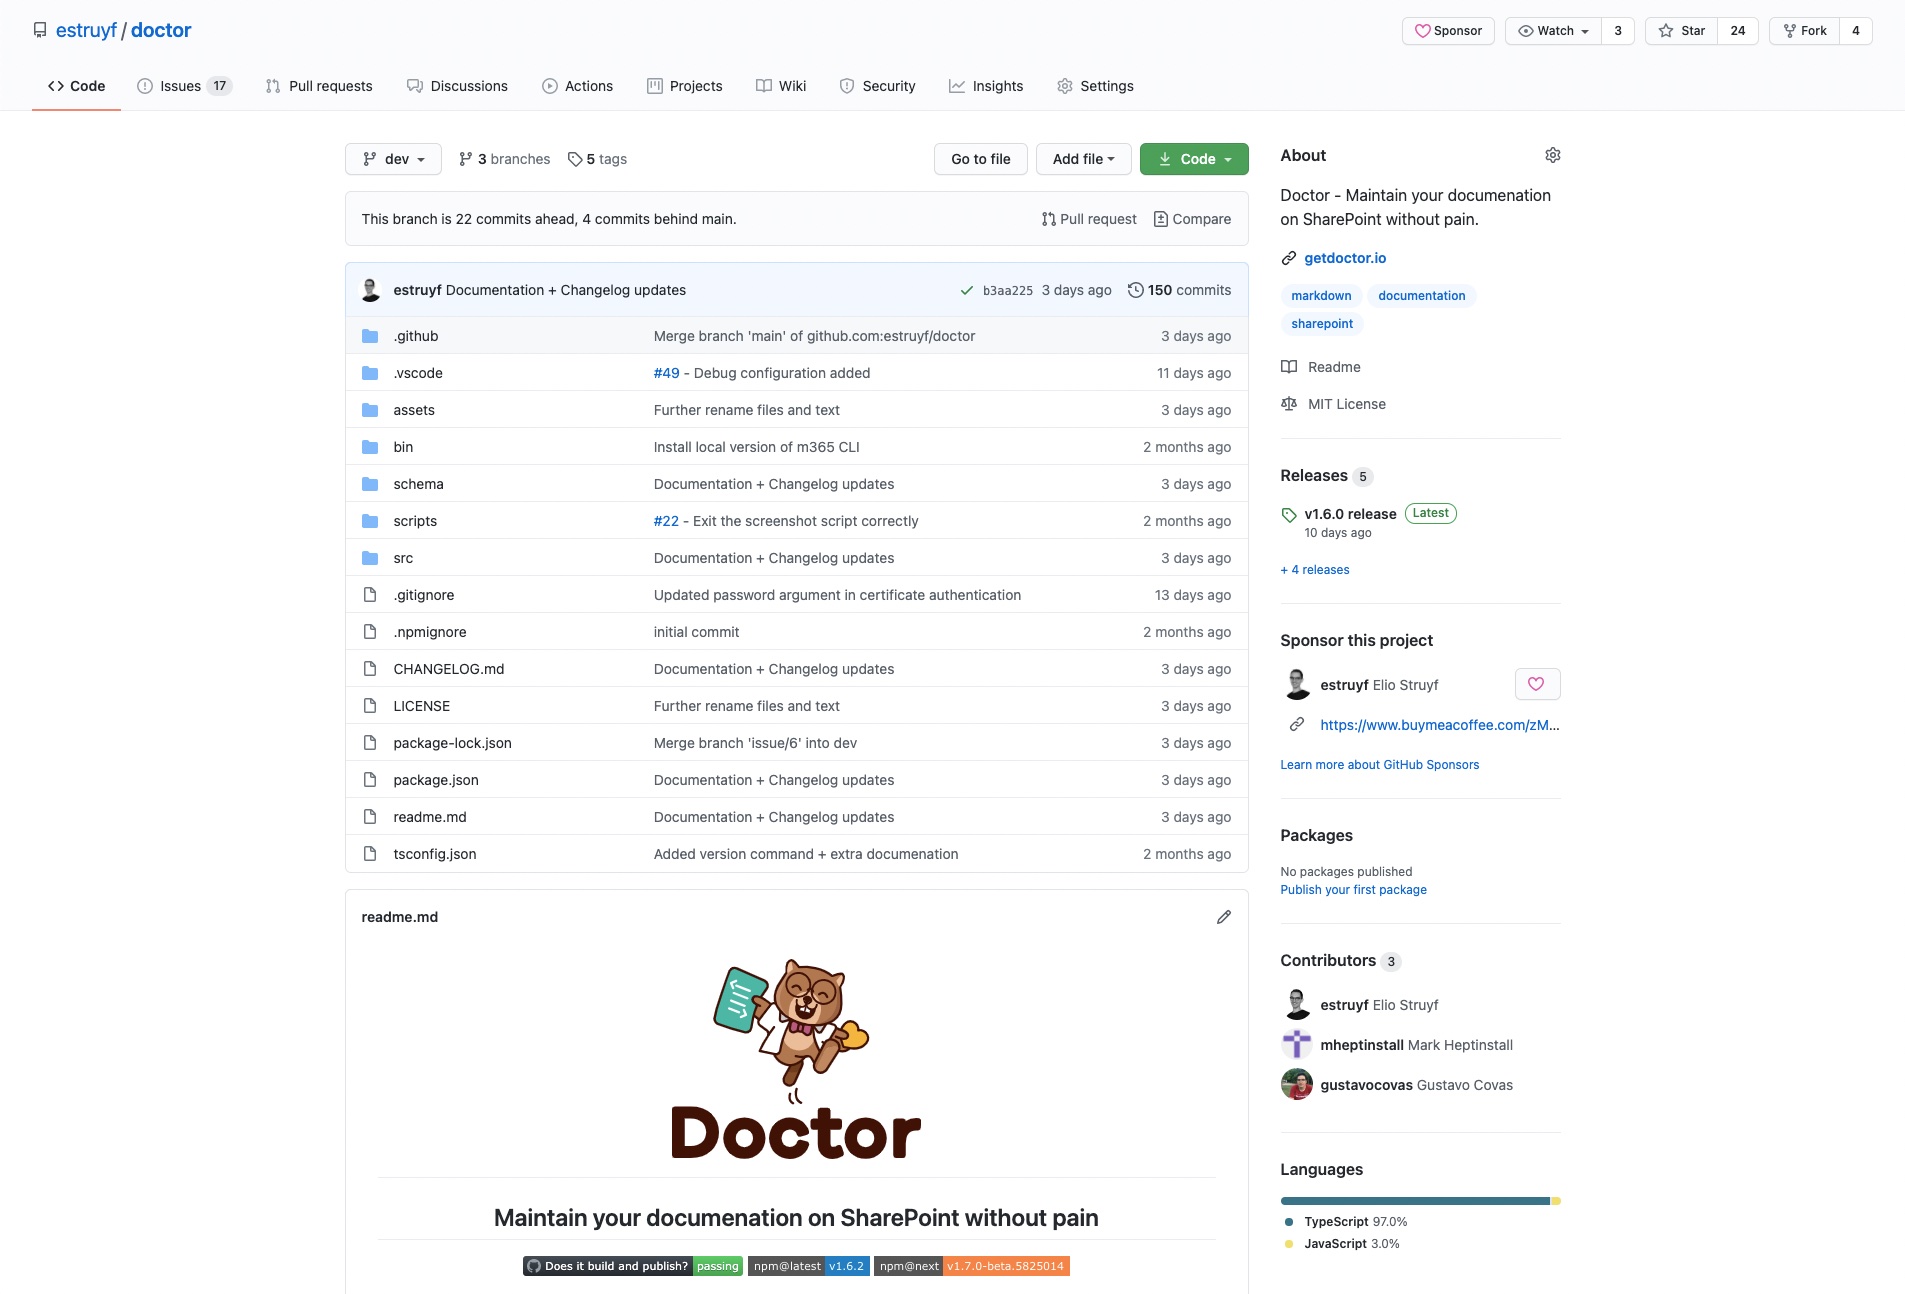 estruyf / doctor
Sponsor Watch 3 Star 24 Fork 4
Code Issues 17 Pull requests Discussions Actions Projects Wiki Security Insights Settings
dev 3 branches 5 tags Go to file Add file Code
This branch is 22 commits ahead, 4 commits behind main. Pull request Compare
estruyf Documentation + Changelog updates b3aa225 3 days ago 150 commits
.github Merge branch 'main' of github.com:estruyf/doctor 3 days ago
.vscode #49 - Debug configuration added 11 days ago
assets Further rename files and text 3 days ago
bin Install local version of m365 CLI 2 months ago
schema Documentation + Changelog updates 3 days ago
scripts #22 - Exit the screenshot script correctly 2 months ago
src Documentation + Changelog updates 3 days ago
.gitignore Updated password argument in certificate authentication 13 days ago
.npmignore initial commit 2 months ago
CHANGELOG.md Documentation + Changelog updates 3 days ago
LICENSE Further rename files and text 3 days ago
package-lock.json Merge branch 'issue/6' into dev 3 days ago
package.json Documentation + Changelog updates 3 days ago
readme.md Documentation + Changelog updates 3 days ago
tsconfig.json Added version command + extra documenation 2 months ago
readme.md
Doctor
Maintain your documenation on SharePoint without pain
Does it build and publish? passing npm@latest v1.6.2 npm@next v1.7.0-beta.5825014
About
Doctor - Maintain your documenation
on SharePoint without pain.
getdoctor.io
markdown documentation
sharepoint
Readme
MIT License
Releases 5
v1.6.0 release Latest
10 days ago
+ 4 releases
Sponsor this project
estruyf Elio Struyf
https://www.buymeacoffee.com/zM...
Learn more about GitHub Sponsors
Packages
No packages published
Publish your first package
Contributors 3
estruyf Elio Struyf
mheptinstall Mark Heptinstall
gustavocovas Gustavo Covas
Languages
TypeScript 97.0%
JavaScript 3.0%